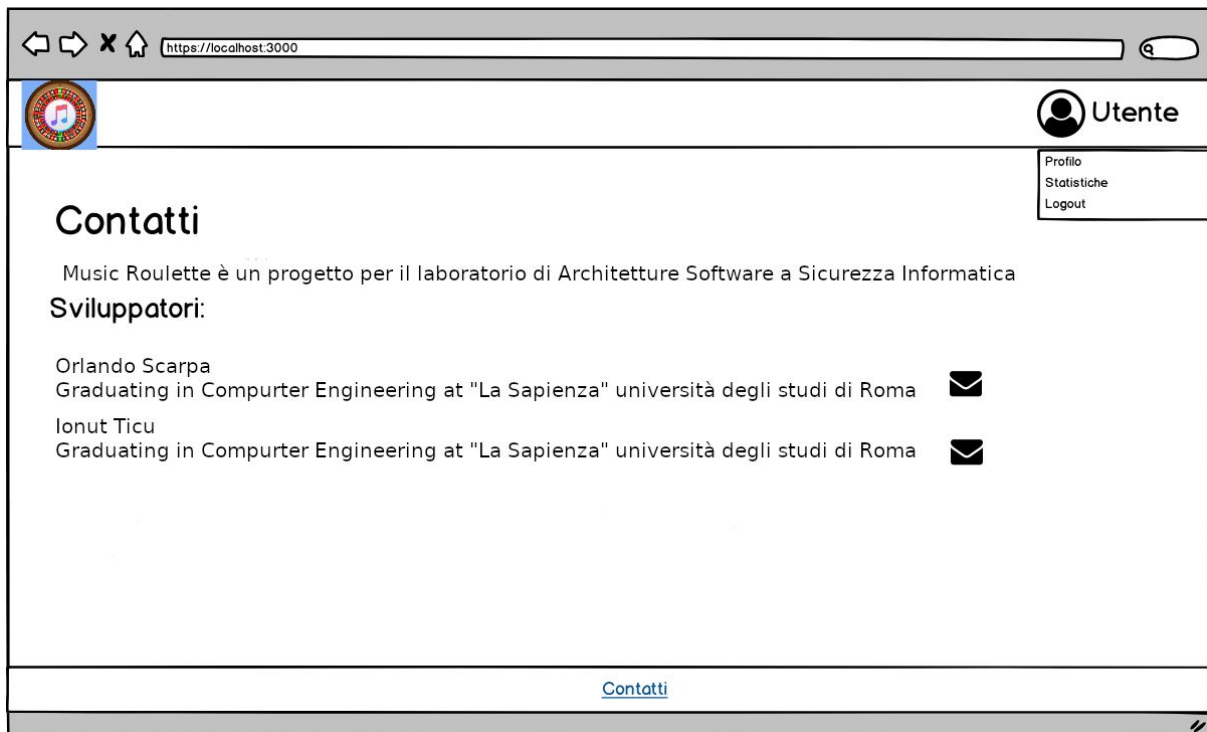 https://localhost:3000
Utente
Profilo
Statistiche
Logout
Contatti
Music Roulette è un progetto per il laboratorio di Architetture Software a Sicurezza Informatica
Sviluppatori:
Orlando Scarpa
Graduating in Compurter Engineering at "La Sapienza" università degli studi di Roma
Ionut Ticu
Graduating in Compurter Engineering at "La Sapienza" università degli studi di Roma
Contatti